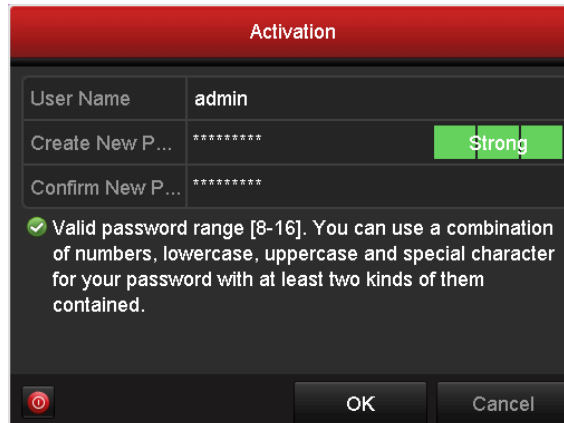 Activation
User Name admin
Create New P... ********* Strong
Confirm New P... *********
Valid password range [8-16]. You can use a combination
of numbers, lowercase, uppercase and special character
for your password with at least two kinds of them
contained.
OK Cancel